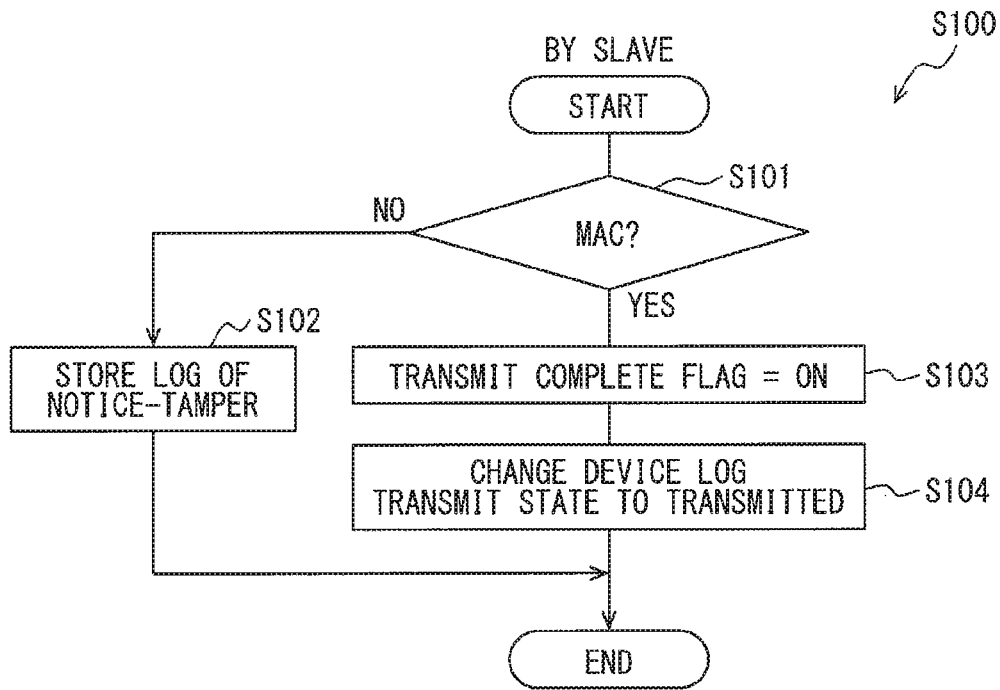 S100
BY SLAVE
START
S101
NO
MAC?
YES
S102
STORE LOG OF
NOTICE-TAMPER
TRANSMIT COMPLETE FLAG = ON
S103
CHANGE DEVICE LOG
TRANSMIT STATE TO TRANSMITTED
S104
END